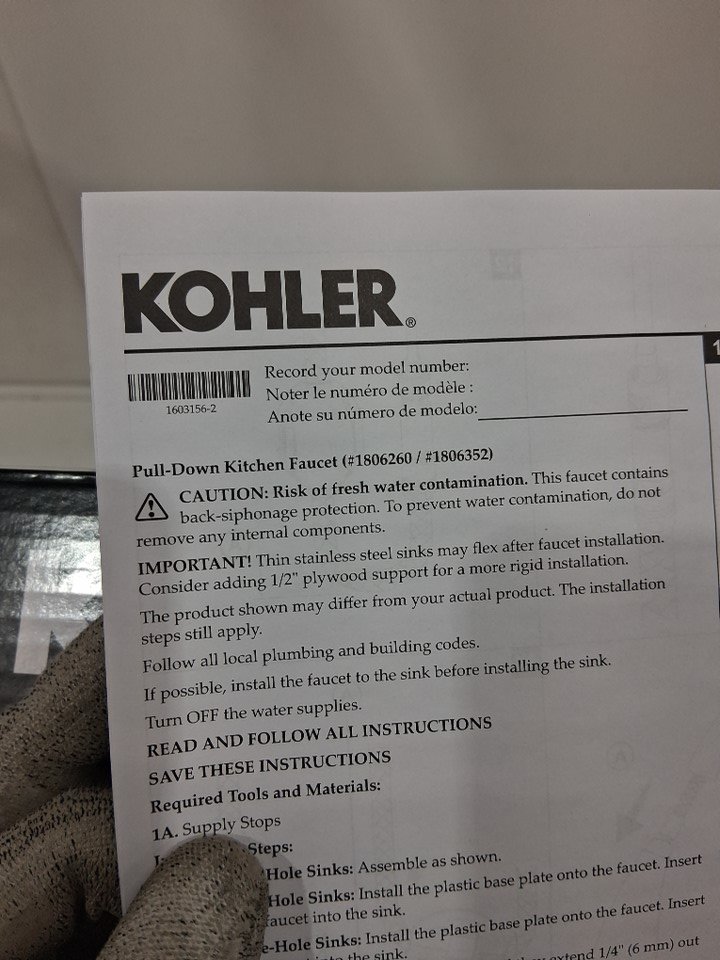 KOHLER®
1
1603156-2
Record your model number:
Noter le numéro de modèle :
Anote su número de modelo:
Pull-Down Kitchen Faucet (#1806260 / #1806352)
CAUTION: Risk of fresh water contamination. This faucet contains
back-siphonage protection. To prevent water contamination, do not
remove any internal components.
IMPORTANT! Thin stainless steel sinks may flex after faucet installation.
Consider adding 1/2" plywood support for a more rigid installation.
The product shown may differ from your actual product. The installation
steps still apply.
Follow all local plumbing and building codes.
If possible, install the faucet to the sink before installing the sink.
Turn OFF the water supplies.
READ AND FOLLOW ALL INSTRUCTIONS
SAVE THESE INSTRUCTIONS
Required Tools and Materials:
1A. Supply Stops
Steps:
Hole Sinks: Assemble as shown.
Hole Sinks: Install the plastic base plate onto the faucet. Insert
faucet into the sink.
e-Hole Sinks: Install the plastic base plate onto the faucet. Insert
into the sink.
extend 1/4" (6 mm) out